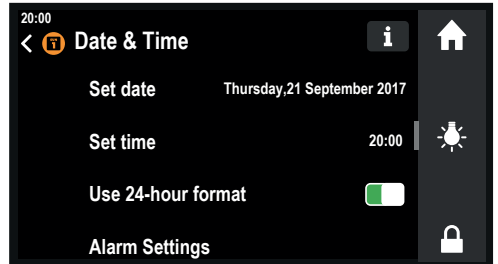 20:00
Date & Time
i
Set date
Thursday,21 September 2017
Set time
20:00
Use 24-hour format
Alarm Settings